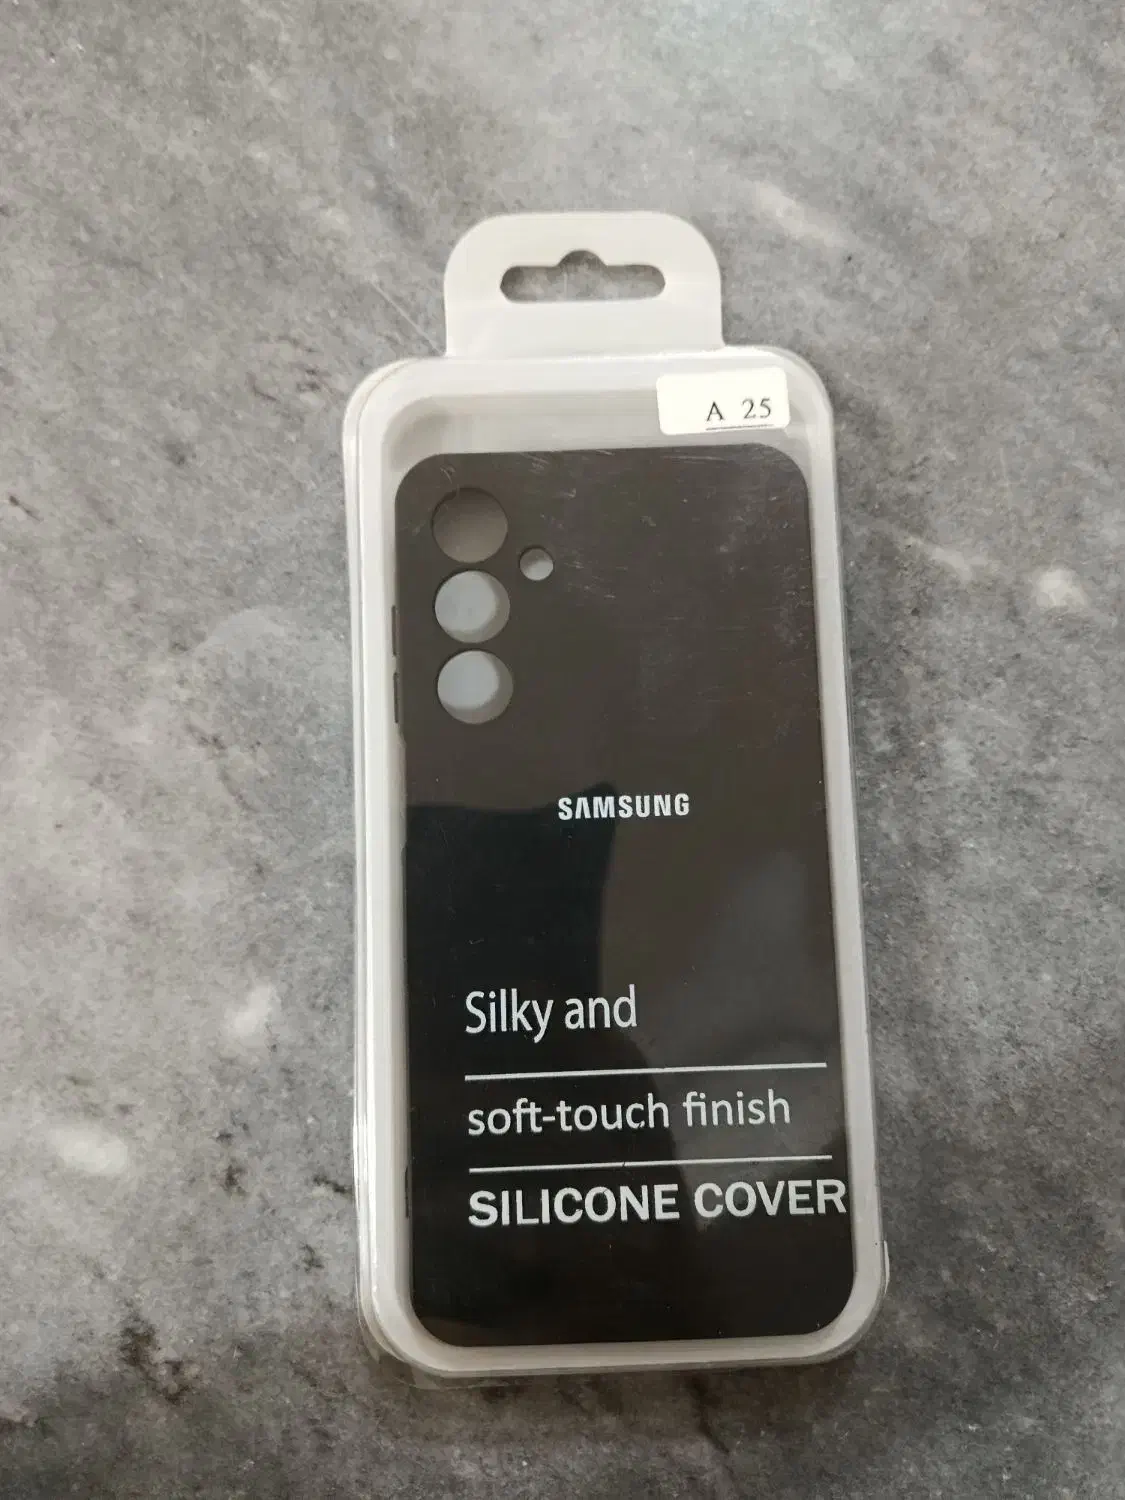 A 25
SAMSUNG
Silky and
soft-touch finish
SILICONE COVER